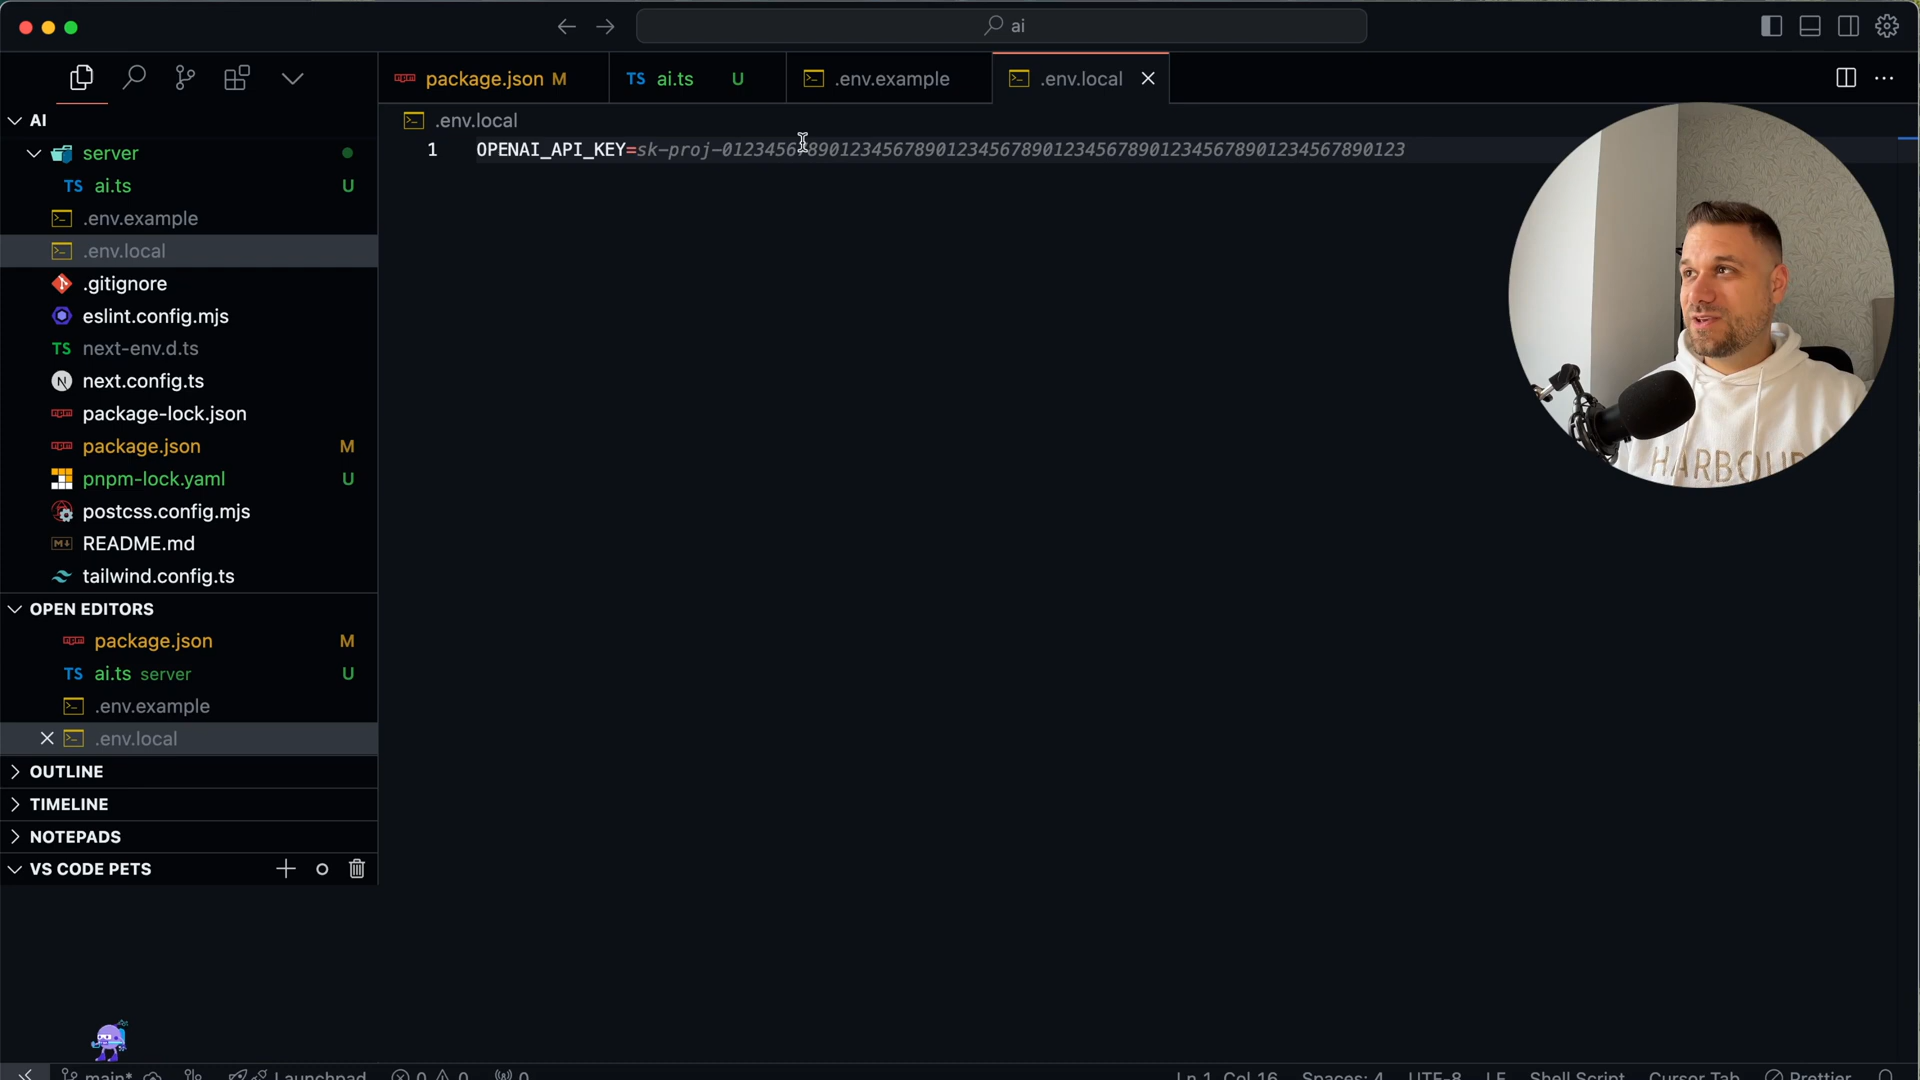 ai
package.json M
TS ai.ts U
.env.example
.env.local
AI
server
TS ai.ts U
.env.example
.env.local
.gitignore
eslint.config.mjs
TS next-env.d.ts
N next.config.ts
package-lock.json
package.json M
pnpm-lock.yaml U
postcss.config.mjs
README.md
tailwind.config.ts
OPEN EDITORS
package.json M
TS ai.ts server U
.env.example
.env.local
OUTLINE
TIMELINE
NOTEPADS
VS CODE PETS
.env.local
1 OPENAI_API_KEY=sk-proj-0123456789012345678901234567890123456789012345678901234567890123
HARBOU
main* Launchpad 0 0 0
Ln 1, Col 16 Spaces: 4 UTF-8 LF Shell Script Cursor Tab Prettier